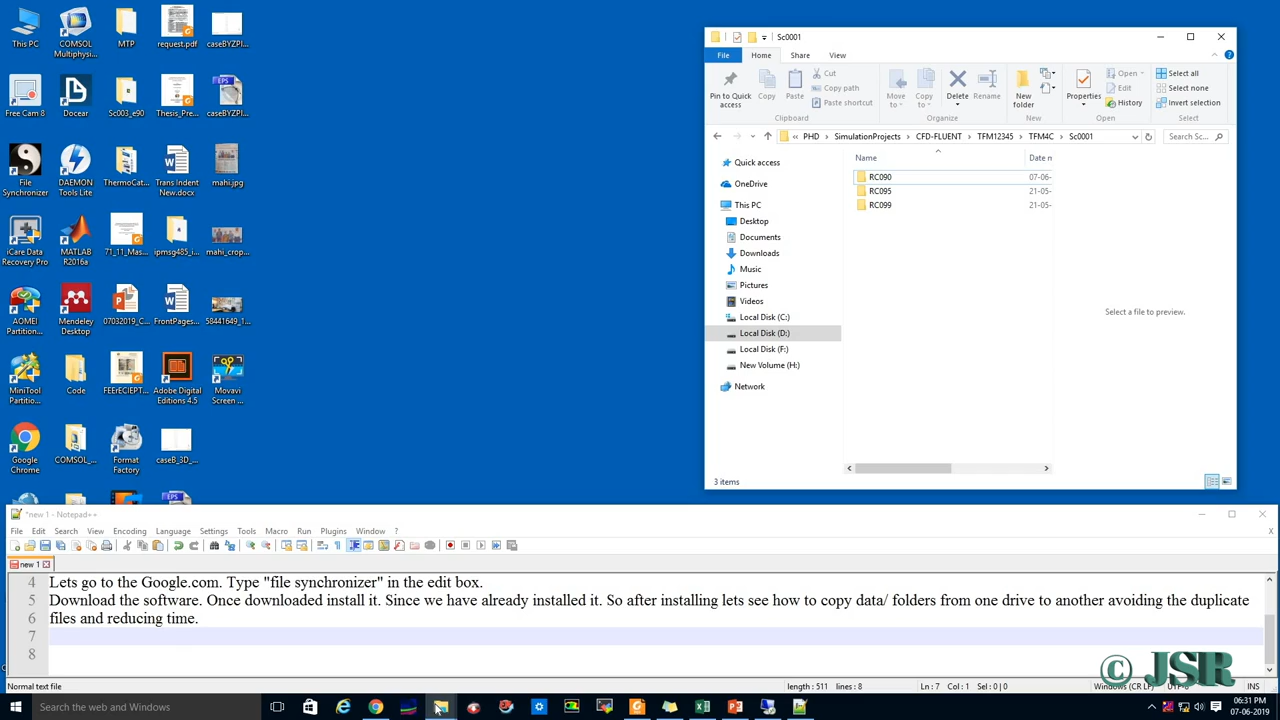 This PC
COMSOL Multiphysi...
MTP
request.pdf
caseBYZPl...
Free Cam 8
Docear
Sc003_e90
Thesis_Pre...
caseBYZPl...
File Synchronizer
DAEMON Tools Lite
ThermoCat...
Trans Indent New.docx
mahi.jpg
iCare Data Recovery Pro
MATLAB R2016a
71_11_Mas...
ipmsg485_i...
mahi_crop...
AOMEI Partition...
Mendeley Desktop
07032019_C...
FrontPages...
58441649_1...
MiniTool Partitio...
Code
FEErECIEPT...
Adobe Digital Editions 4.5
Movavi Screen ...
Google Chrome
COMSOL_...
Format Factory
caseB_3D_...
Sc0001
File Home Share View
Pin to Quick access
Copy
Paste
Cut
Copy path
Paste shortcut
Clipboard
Move to
Copy to
Delete
Rename
Organize
New folder
New
Properties
Open
Edit
History
Open
Select all
Select none
Invert selection
Select
« PHD SimulationProjects CFD-FLUENT TFM12345 TFM4C Sc0001
Search Sc...
Name Date n
Quick access
OneDrive
This PC
Desktop
Documents
Downloads
Music
Pictures
Videos
Local Disk (C:)
Local Disk (D:)
Local Disk (F:)
New Volume (H:)
Network
RC090 07-06-
RC095 21-05-
RC099 21-05-
Select a file to preview.
3 items
*new 1 - Notepad++
File Edit Search View Encoding Language Settings Tools Macro Run Plugins Window ?
X
new 1
4 Lets go to the Google.com. Type "file synchronizer" in the edit box.
5 Download the software. Once downloaded install it. Since we have already installed it. So after installing lets see how to copy data/ folders from one drive to another avoiding the duplicate
6 files and reducing time.
7
8
© JSR
Normal text file length : 511 lines : 8 Ln : 7 Col : 1 Sel : 0 | 0 Windows (CR LF) UTF-8 INS
Search the web and Windows
06:31 PM
07-06-2019